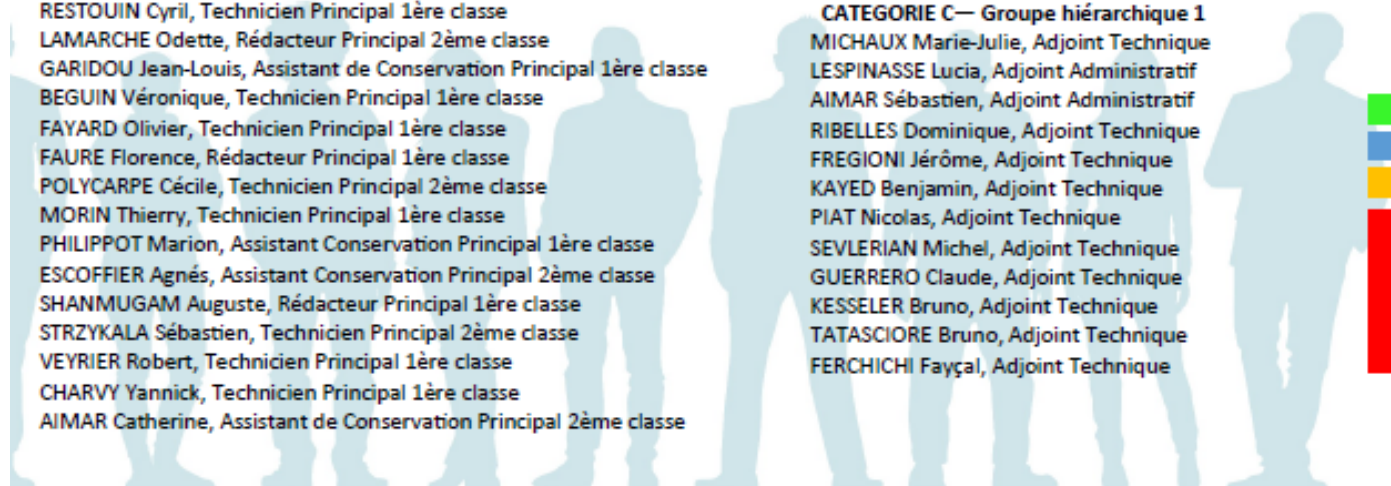 RESTOUIN Cyril, Technicien Principal 1ère classe
LAMARCHE Odette, Rédacteur Principal 2ème classe
GARIDOU Jean-Louis, Assistant de Conservation Principal 1ère classe
BEGUIN Véronique, Technicien Principal 1ère classe
FAYARD Olivier, Technicien Principal 1ère classe
FAURE Florence, Rédacteur Principal 1ère classe
POLYCARPE Cécile, Technicien Principal 2ème classe
MORIN Thierry, Technicien Principal 1ère classe
PHILIPPOT Marion, Assistant Conservation Principal 1ère classe
ESCOFFIER Agnés, Assistant Conservation Principal 2ème classe
SHANMUGAM Auguste, Rédacteur Principal 1ère classe
STRZYKALA Sébastien, Technicien Principal 2ème classe
VEYRIER Robert, Technicien Principal 1ère classe
CHARVY Yannick, Technicien Principal 1ère classe
AIMAR Catherine, Assistant de Conservation Principal 2ème classe
CATEGORIE C— Groupe hiérarchique 1
MICHAUX Marie-Julie, Adjoint Technique
LESPINASSE Lucia, Adjoint Administratif
AIMAR Sébastien, Adjoint Administratif
RIBELLES Dominique, Adjoint Technique
FREGIONI Jérôme, Adjoint Technique
KAYED Benjamin, Adjoint Technique
PIAT Nicolas, Adjoint Technique
SEVLERIAN Michel, Adjoint Technique
GUERRERO Claude, Adjoint Technique
KESSELER Bruno, Adjoint Technique
TATASCIORE Bruno, Adjoint Technique
FERCHICHI Fayçal, Adjoint Technique